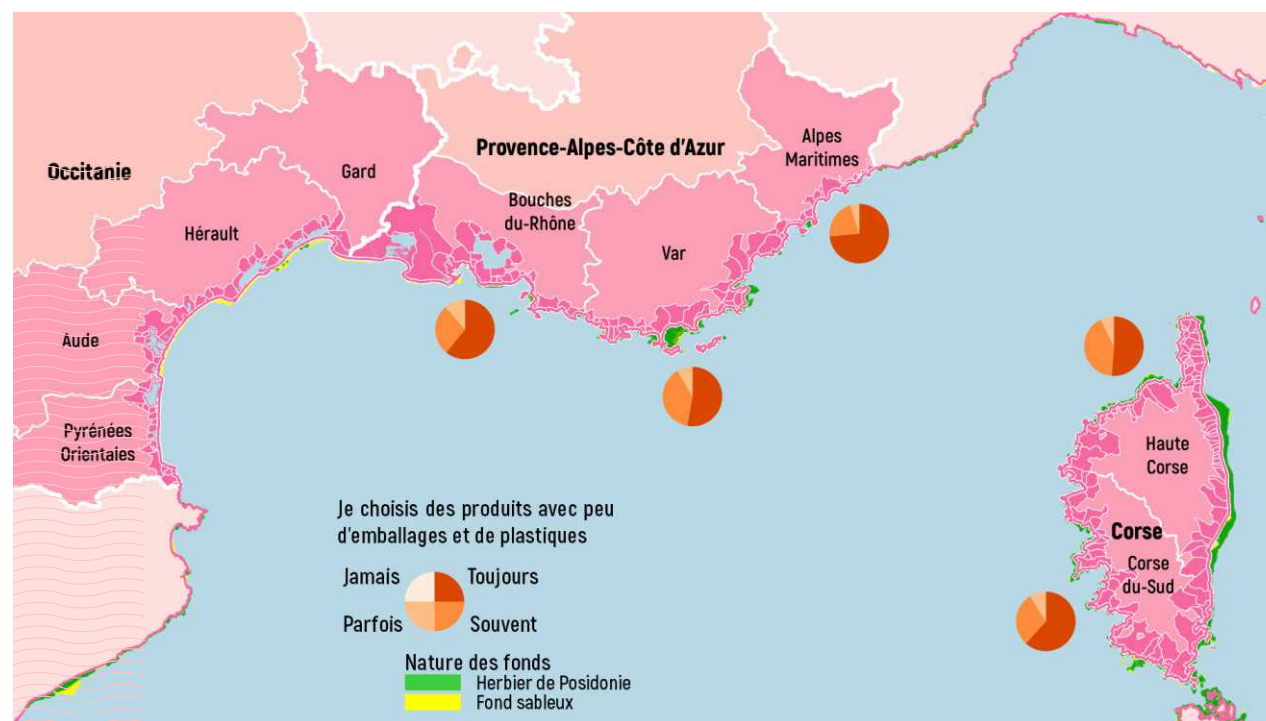 Occitanie
Provence-Alpes-Côte d'Azur
Alpes
Maritimes
Gard
Bouches
du-Rhône
Hérault
Var
Aude
Pyrénées
Orientales
Haute
Corse
Corse
Corse
du-Sud
Je choisis des produits avec peu
d'emballages et de plastiques
Jamais
Toujours
Parfois
Souvent
Nature des fonds
Herbier de Posidonie
Fond sableux